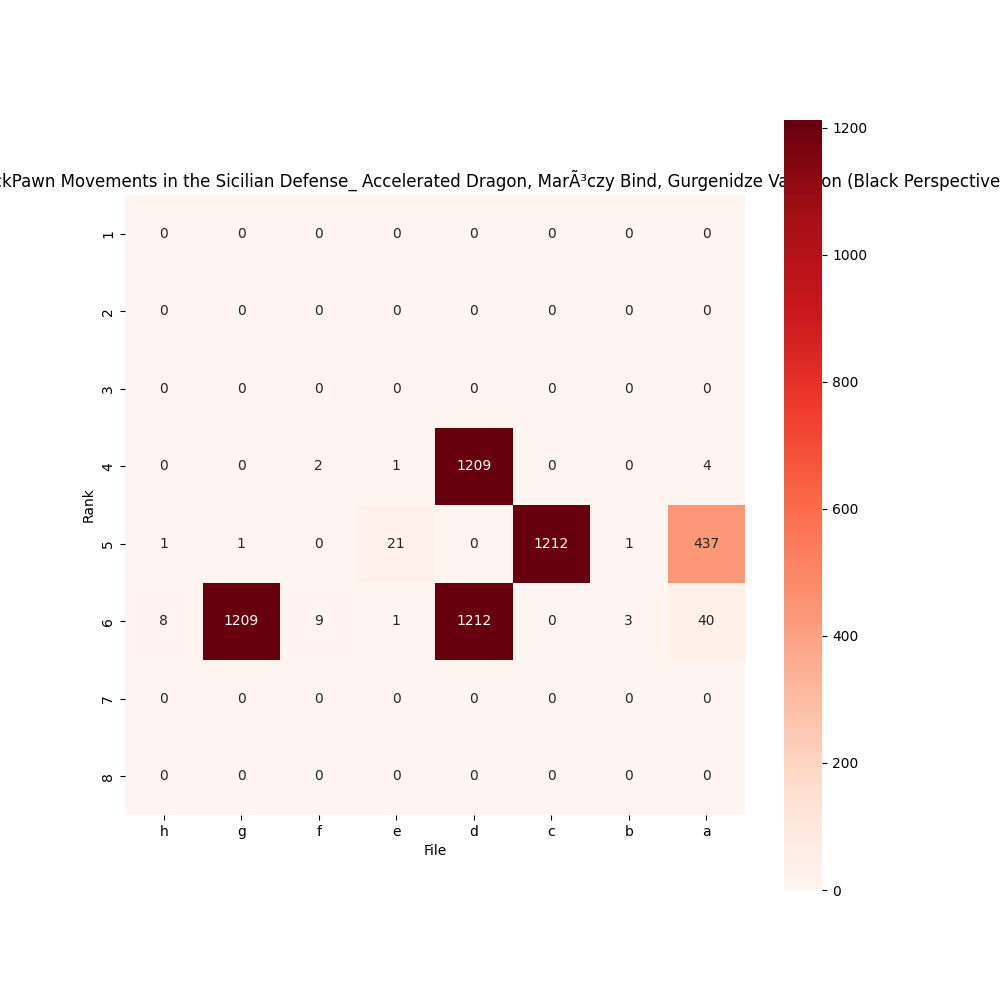 ckPawn Movements in the Sicilian Defense_ Accelerated Dragon, MarÃ³czy Bind, Gurgenidze Va on (Black Perspective
1200
1000
800
600
400
200
0
Rank
1 0 0 0 0 0 0 0 0
2 0 0 0 0 0 0 0 0
3 0 0 0 0 0 0 0 0
4 0 0 2 1 1209 0 0 4
5 1 1 0 21 0 1212 1 437
6 8 1209 9 1 1212 0 3 40
7 0 0 0 0 0 0 0 0
8 0 0 0 0 0 0 0 0
h g f e d c b a
File